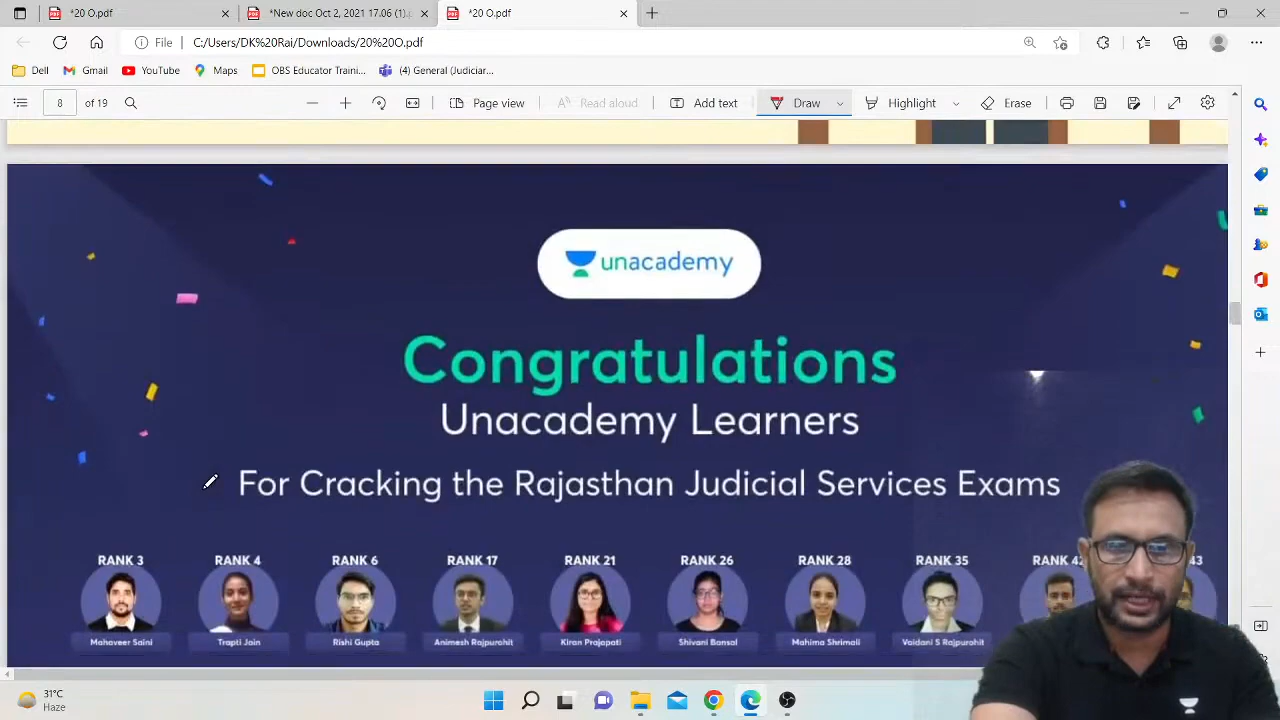 *20 O.pdf
*New doc Oct 2, 2021 17.06 (1).
*20 O.pdf
File
C:/Users/DK%20Rai/Downloads/20%20O.pdf
Dell
Gmail
YouTube
Maps
OBS Educator Traini...
(4) General (Judiciar...
8 of 19
Page view
Read aloud
Add text
Draw
Highlight
Erase
unacademy
Congratulations
Unacademy Learners
For Cracking the Rajasthan Judicial Services Exams
RANK 3 RANK 4 RANK 6 RANK 17 RANK 21 RANK 26 RANK 28 RANK 35 RANK 42 43
Mahaveer Saini Trapti Jain Rishi Gupta Animesh Rajpurohit Kiran Prajapati Shivani Bansal Mahima Shrimali Vaidani S Rajpurohit
31°C
Haze